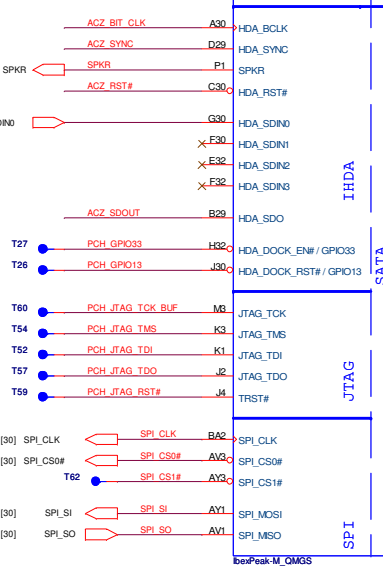 ACZ_BIT_CLK A30 HDA_BCLK
ACZ_SYNC D29 HDA_SYNC
SPKR SPKR P1 SPKR
ACZ_RST# C30 HDA_RST#
DIN0 G30 HDA_SDIN0
F30 HDA_SDIN1
E32 HDA_SDIN2
F32 HDA_SDIN3
IHDA
ACZ_SDOUT B29 HDA_SDO
SATA
T27 PCH_GPIO33 H32 HDA_DOCK_EN# / GPIO33
T26 PCH_GPIO13 J30 HDA_DOCK_RST# / GPIO13
T60 PCH_JTAG_TCK_BUF M3 JTAG_TCK
T54 PCH_JTAG_TMS K3 JTAG_TMS
T52 PCH_JTAG_TDI K1 JTAG_TDI
T57 PCH_JTAG_TDO J2 JTAG_TDO
T59 PCH_JTAG_RST# J4 TRST#
JTAG
[30] SPI_CLK SPI_CLK BA2 SPI_CLK
[30] SPI_CS0# SPI_CS0# AV3 SPI_CS0#
T62 SPI_CS1# AY3 SPI_CS1#
[30] SPI_SI SPI_SI AY1 SPI_MOSI
[30] SPI_SO SPI_SO AV1 SPI_MISO
SPI
IbexPeak-M_QMGS